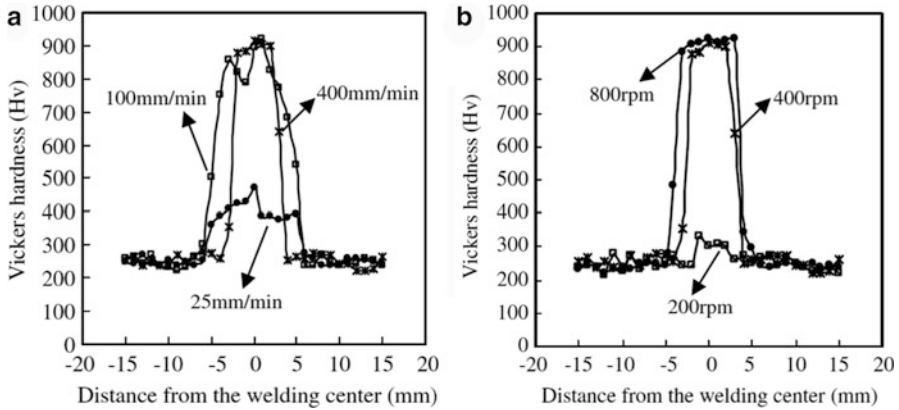 a
Vickers hardness (Hv)
1000
900
800
700
600
500
400
300
200
100
0
-20 -15 -10 -5 0 5 10 15 20
Distance from the welding center (mm)
100mm/min
400mm/min
25mm/min
b
Vickers hardness (Hv)
1000
900
800
700
600
500
400
300
200
100
0
-20 -15 -10 -5 0 5 10 15 20
Distance from the welding center (mm)
800rpm
400rpm
200rpm